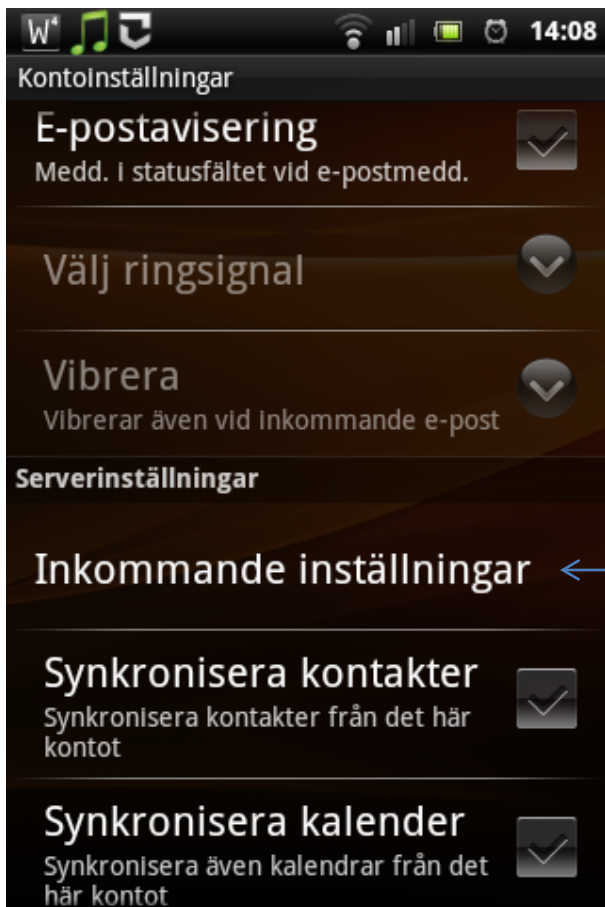 W4 14:08
Kontoinställningar
E-postavisering
Medd. i statusfältet vid e-postmedd.
Välj ringsignal
Vibrera
Vibrerar även vid inkommande e-post
Serverinställningar
Inkommande inställningar
Synkronisera kontakter
Synkronisera kontakter från det här
kontot
Synkronisera kalender
Synkronisera även kalendrar från det
här kontot